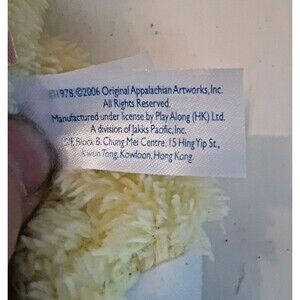 ©1978, ©2006 Original Appalachian Artworks, Inc.
All Rights Reserved.
Manufactured under license by Play Along (HK) Ltd.
A division of Jakks Pacific, Inc.
Block B, Chung Mei Centre, 15 Hing Yip St.,
Kwun Tong, Kowloon, Hong Kong.